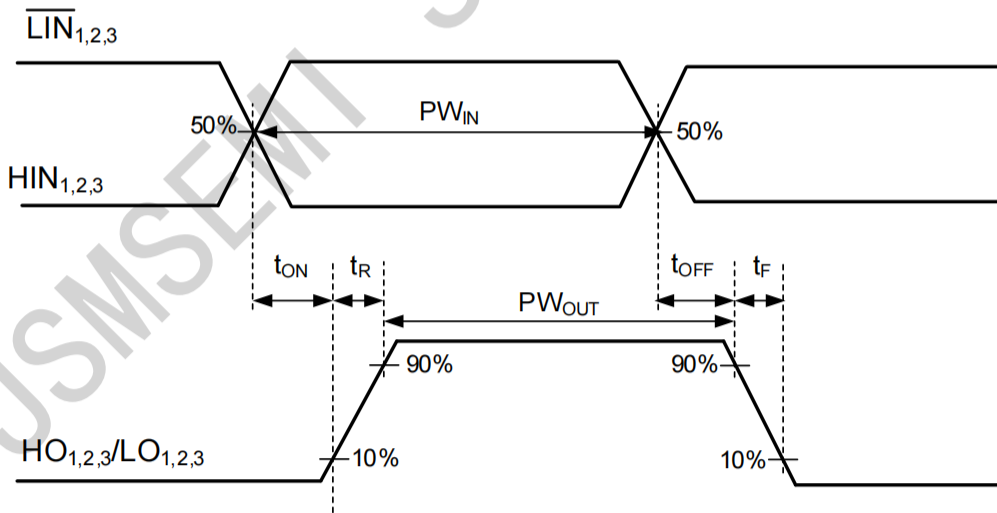 LIN1,2,3
50% PWIN 50%
HIN1,2,3
tON tR tOFF tF
PWOUT
90% 90%
HO1,2,3/LO1,2,3 10% 10%
JSMSEMI